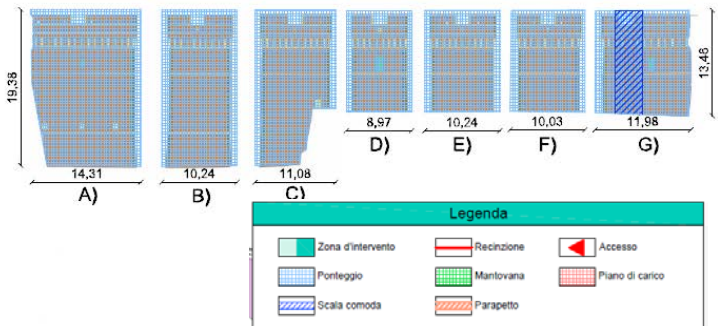 19,38
14,31
A)
10,24
B)
11,08
C)
8,97
D)
10,24
E)
10,03
F)
11,98
G)
13,48
Legenda
Zona d'intervento
Recinzione
Accesso
Ponteggio
Mantovana
Piano di carico
Scala comoda
Parapetto